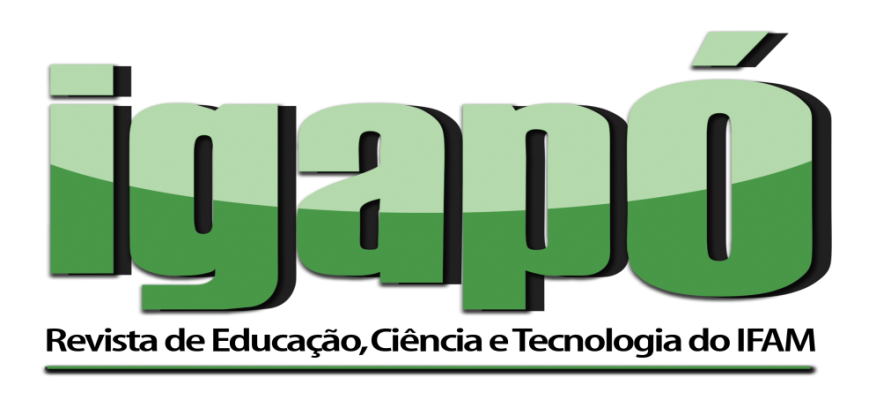 igapó
Revista de Educação, Ciência e Tecnologia do IFAM